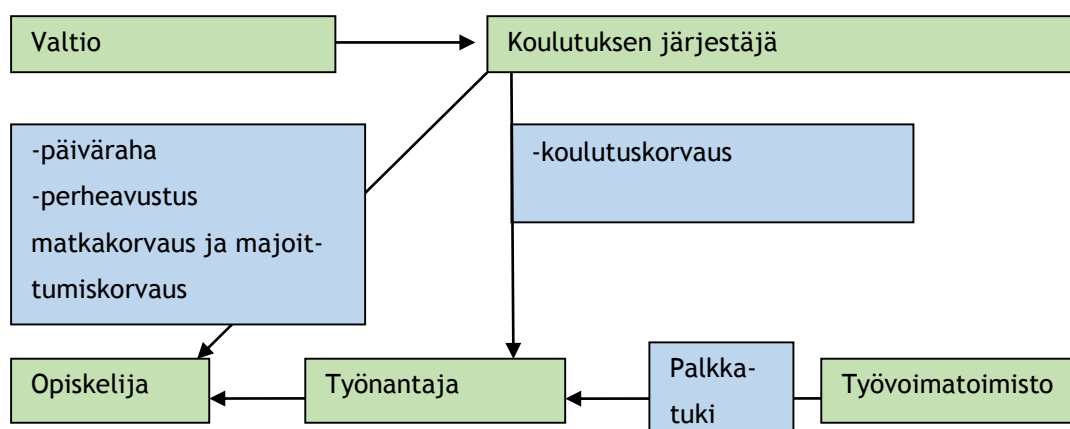 Valtio
Koulutuksen järjestäjä
-päiväraha
-perheavustus
matkakorvaus ja majoit-
tumiskorvaus
-koulutuskorvaus
Opiskelija
Työnantaja
Palkka-
tuki
Työvoimatoimisto